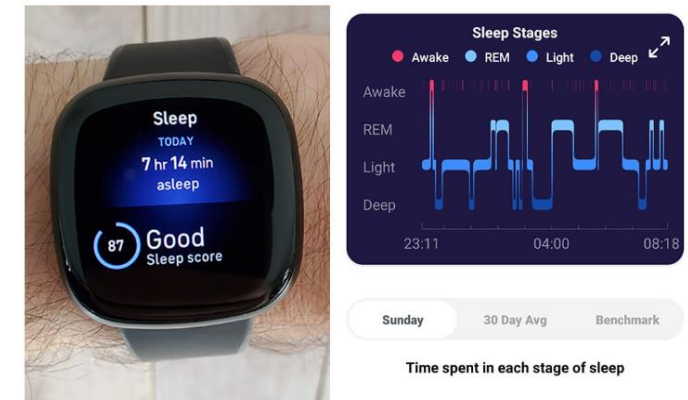 Sleep
TODAY
7 hr 14 min
asleep
87
Good
Sleep score
Sleep Stages
Awake REM Light Deep
Awake
REM
Light
Deep
23:11 04:00 08:18
Sunday 30 Day Avg Benchmark
Time spent in each stage of sleep